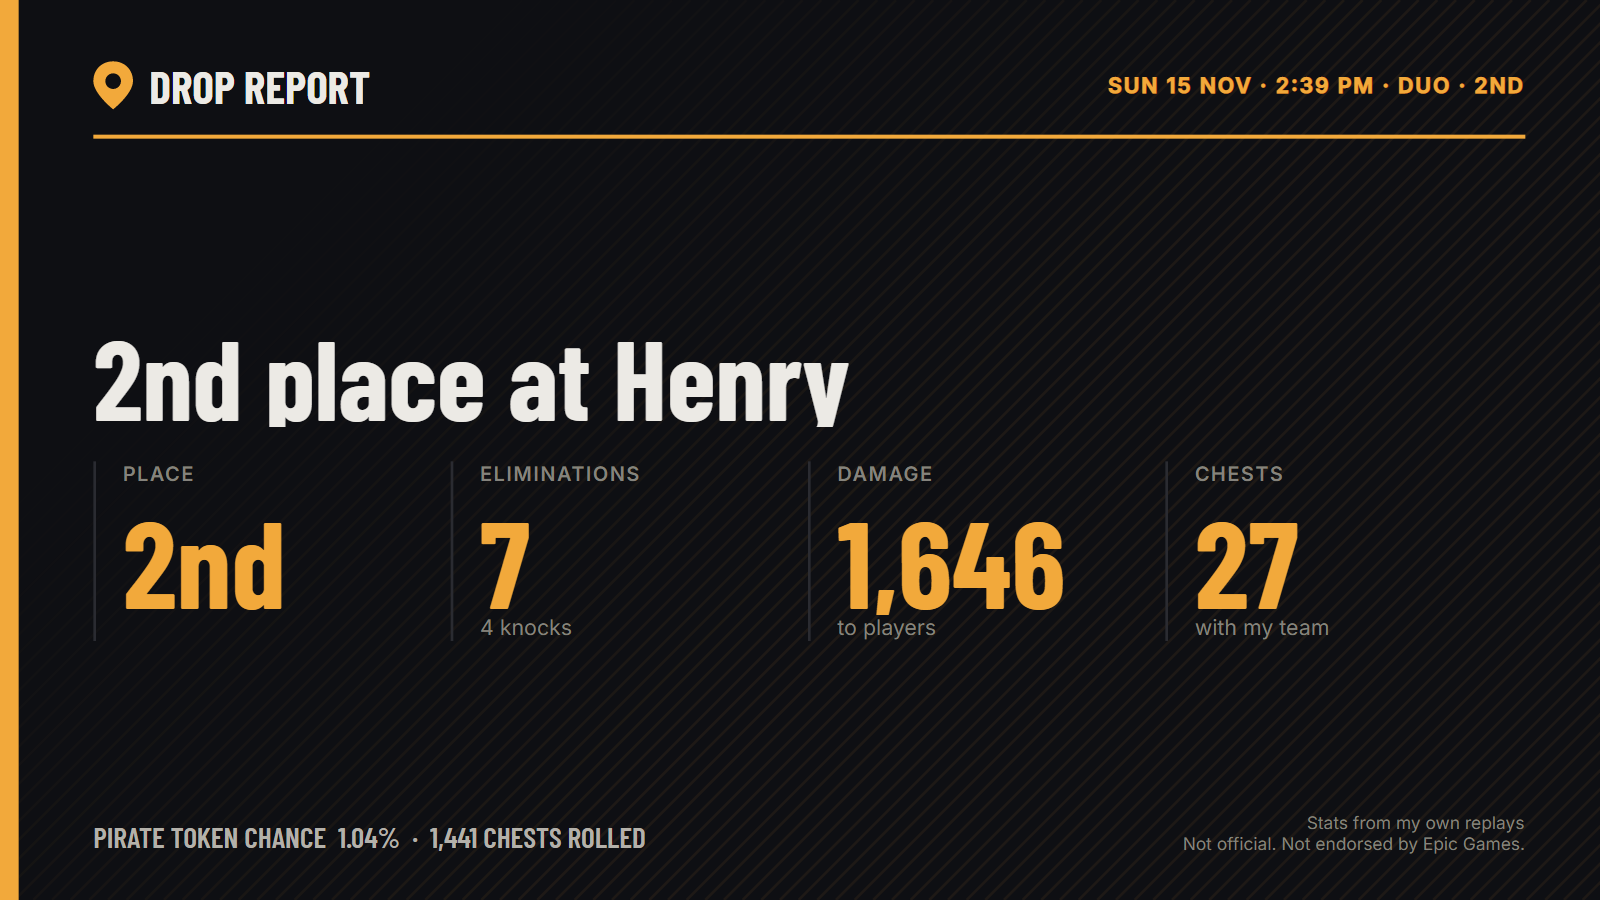 DROP REPORT
SUN 15 NOV · 2:39 PM · DUO · 2ND
2nd place at Henry
PLACE
2nd
ELIMINATIONS
7
4 knocks
DAMAGE
1,646
to players
CHESTS
27
with my team
PIRATE TOKEN CHANCE 1.04% · 1,441 CHESTS ROLLED
Stats from my own replays
Not official. Not endorsed by Epic Games.